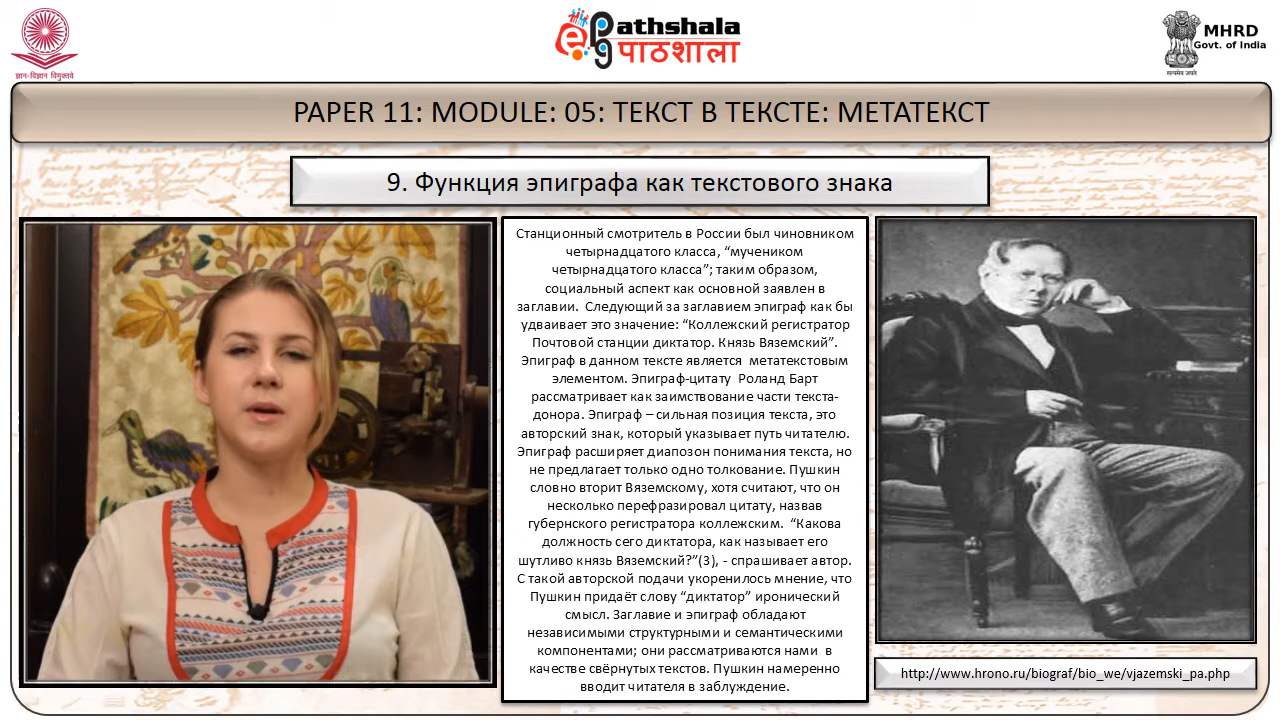 ज्ञान-विज्ञान विमुक्तये
ePgathshala
पाठशाला
MHRD
Govt. of India
सत्यमेव जयते
PAPER 11: MODULE: 05: ТЕКСТ В ТЕКСТЕ: МЕТАТЕКСТ
9. Функция эпиграфа как текстового знака
Станционный смотритель в России был чиновником
четырнадцатого класса, “мучеником
четырнадцатого класса”; таким образом,
социальный аспект как основной заявлен в
заглавии. Следующий за заглавием эпиграф как бы
удваивает это значение: “Коллежский регистратор
Почтовой станции диктатор. Князь Вяземский”.
Эпиграф в данном тексте является метатекстовым
элементом. Эпиграф-цитату Роланд Барт
рассматривает как заимствование части текста-
донора. Эпиграф – сильная позиция текста, это
авторский знак, который указывает путь читателю.
Эпиграф расширяет диапозон понимания текста, но
не предлагает только одно толкование. Пушкин
словно вторит Вяземскому, хотя считают, что он
несколько перефразировал цитату, назвав
губернского регистратора коллежским. “Какова
должность сего диктатора, как называет его
шутливо князь Вяземский?”(3), - спрашивает автор.
С такой авторской подачи укоренилось мнение, что
Пушкин придаёт слову “диктатор” иронический
смысл. Заглавие и эпиграф обладают
независимыми структурными и семантическими
компонентами; они рассматриваются нами в
качестве свёрнутых текстов. Пушкин намеренно
вводит читателя в заблуждение.
http://www.hrono.ru/biograf/bio_we/vjazemski_pa.php